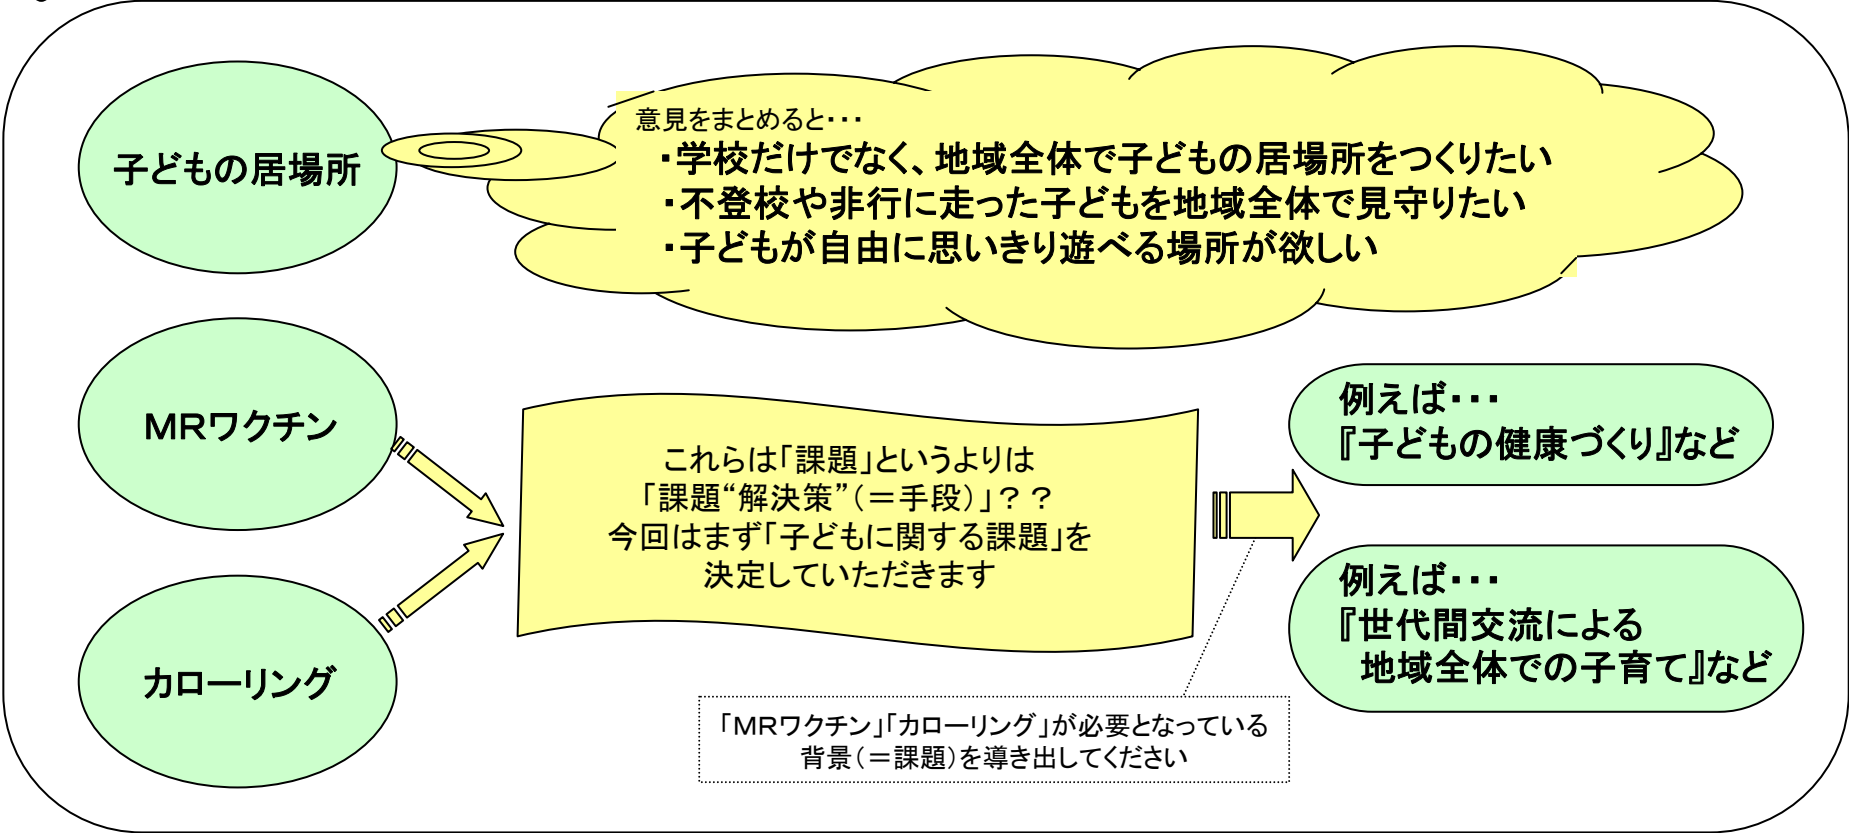 子どもの居場所
意見をまとめると・・・
・学校だけでなく、地域全体で子どもの居場所をつくりたい
・不登校や非行に走った子どもを地域全体で見守りたい
・子どもが自由に思いきり遊べる場所が欲しい
MRワクチン
カローリング
これらは「課題」というよりは
「課題“解決策”(＝手段)」？？
今回はまず「子どもに関する課題」を
決定していただきます
例えば・・・
『子どもの健康づくり』など
例えば・・・
『世代間交流による
地域全体での子育て』など
「MRワクチン」「カローリング」が必要となっている
背景(＝課題)を導き出してください